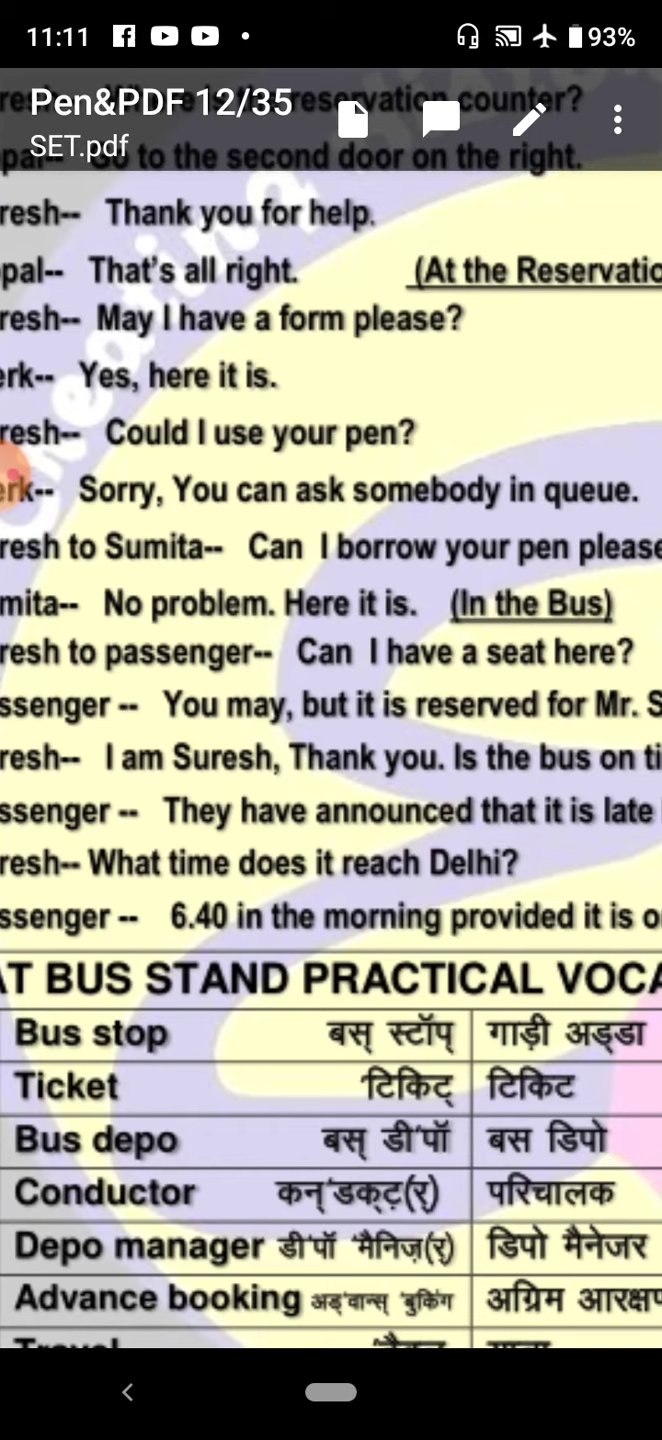 11:11 93%
Pen&PDF 12/35
SET.pdf
reservation counter?
to the second door on the right.
resh-- Thank you for help.
pal-- That's all right. (At the Reservatio
resh-- May I have a form please?
erk-- Yes, here it is.
resh-- Could I use your pen?
erk-- Sorry, You can ask somebody in queue.
resh to Sumita-- Can I borrow your pen please
mita-- No problem. Here it is. (In the Bus)
resh to passenger-- Can I have a seat here?
ssenger -- You may, but it is reserved for Mr. S
resh-- I am Suresh, Thank you. Is the bus on ti
ssenger -- They have announced that it is late
resh-- What time does it reach Delhi?
ssenger -- 6.40 in the morning provided it is o
AT BUS STAND PRACTICAL VOCA
Bus stop बस् स्टॉप् गाड़ी अड्डा
Ticket 'टिकिट् टिकिट
Bus depo बस् डी'पॉ बस डिपो
Conductor कन्'डक्ट़(र्) परिचालक
Depo manager डी'पॉ 'मैनिज़(र्) डिपो मैनेजर
Advance booking अड्'वान्स् 'बुकिंग अग्रिम आरक्षण
Travel